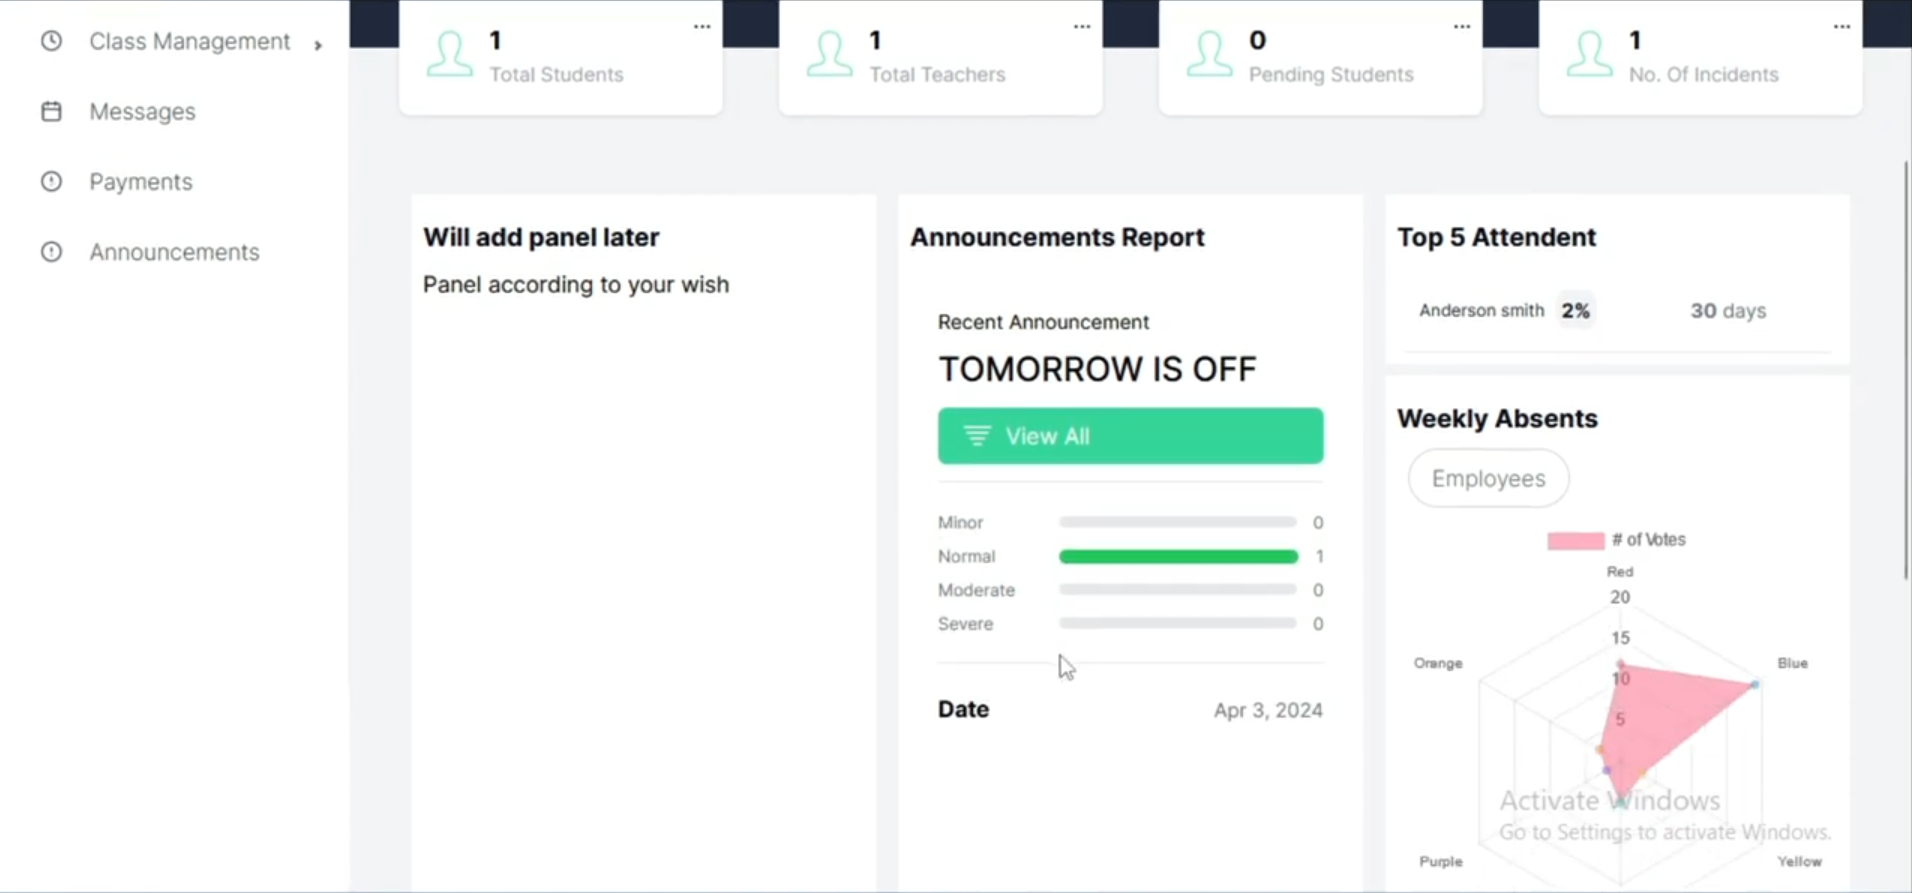 Class Management
Messages
Payments
Announcements
1
Total Students
...
1
Total Teachers
...
0
Pending Students
...
1
No. Of Incidents
...
Will add panel later
Panel according to your wish
Announcements Report
Recent Announcement
TOMORROW IS OFF
View All
Minor 0
Normal 1
Moderate 0
Severe 0
Date Apr 3, 2024
Top 5 Attendent
Anderson smith 2% 30 days
Weekly Absents
Employees
# of Votes
Red
20
15
Orange
Blue
10
5
Activate Windows
Go to Settings to activate Windows.
Purple
Yellow